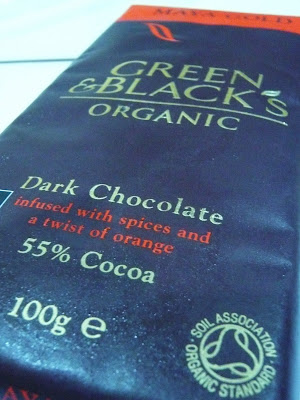 MAYA GOLD
GREEN
&BLACK'S
ORGANIC
Dark Chocolate
infused with spices and
a twist of orange
55% Cocoa
100g e
SOIL ASSOCIATION
ORGANIC STANDARD